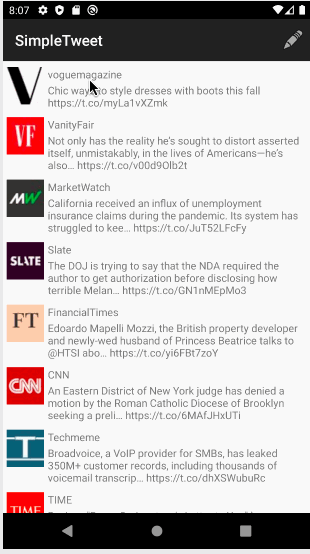 8:07
SimpleTweet
voguemagazine
Chic ways to style dresses with boots this fall
https://t.co/myLa1vXZmk
VF
VanityFair
Not only has the reality he's sought to distort asserted
itself, unmistakably, in the lives of Americans—he's
also… https://t.co/v00d9Olb2t
MW
MarketWatch
California received an influx of unemployment
insurance claims during the pandemic. Its system has
struggled to kee… https://t.co/JuT52LFcFy
SLATE
Slate
The DOJ is trying to say that the NDA required the
author to get authorization before disclosing how
terrible Melan… https://t.co/GN1nMEpMo3
FT
FinancialTimes
Edoardo Mapelli Mozzi, the British property developer
and newly-wed husband of Princess Beatrice talks to
@HTSI abo… https://t.co/yi6FBt7zoY
CNN
CNN
An Eastern District of New York judge has denied a
motion by the Roman Catholic Diocese of Brooklyn
seeking a preli… https://t.co/6MAfJHxUTi
T
Techmeme
Broadvoice, a VoIP provider for SMBs, has leaked
350M+ customer records, including thousands of
voicemail transcrip… https://t.co/dhXSWubuRc
TIME
TIME